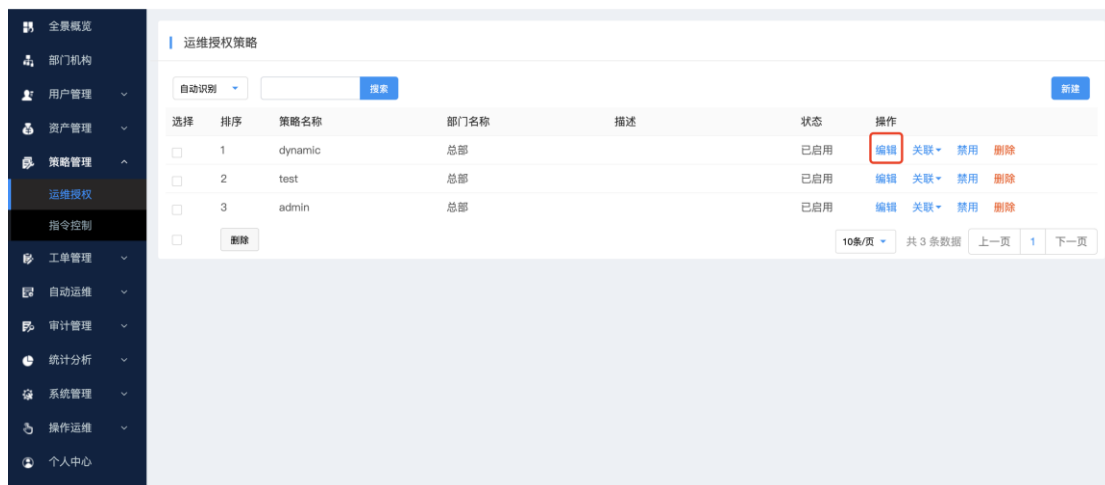 全景概览
部门机构
用户管理
资产管理
策略管理
运维授权
指令控制
工单管理
自动运维
审计管理
统计分析
系统管理
操作运维
个人中心
运维授权策略
自动识别 搜索 新建
选择 排序 策略名称 部门名称 描述 状态 操作
1 dynamic 总部 已启用 编辑 关联 禁用 删除
2 test 总部 已启用 编辑 关联 禁用 删除
3 admin 总部 已启用 编辑 关联 禁用 删除
删除 10条/页 共 3 条数据 上一页 1 下一页